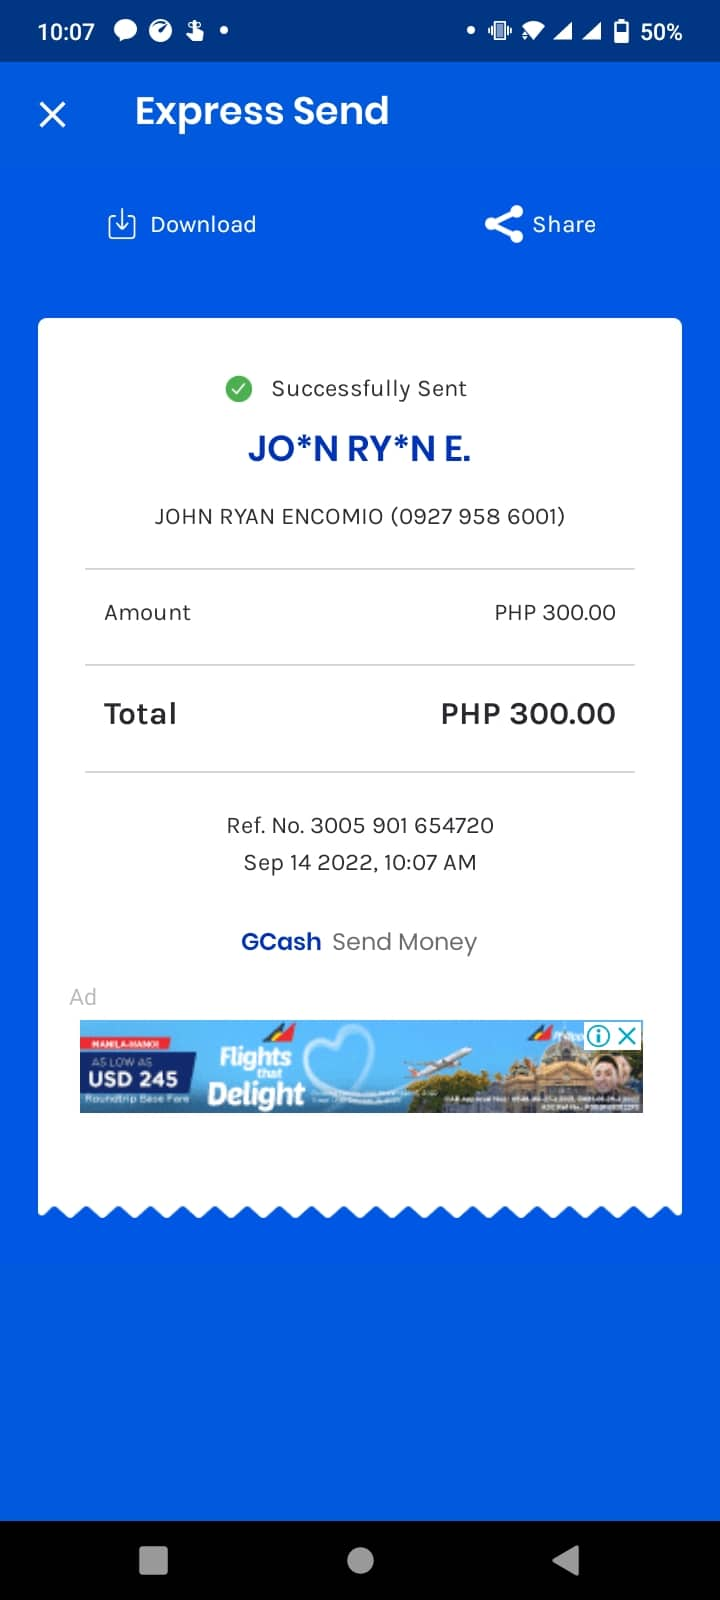 10:07
50%
Express Send
Download
Share
Successfully Sent
JO*N RY*N E.
JOHN RYAN ENCOMIO (0927 958 6001)
Amount PHP 300.00
Total PHP 300.00
Ref. No. 3005 901 654720
Sep 14 2022, 10:07 AM
GCash Send Money
Ad
MANILA-HANOI
AS LOW AS
USD 245
Roundtrip Base Fare
Flights
that
Delight